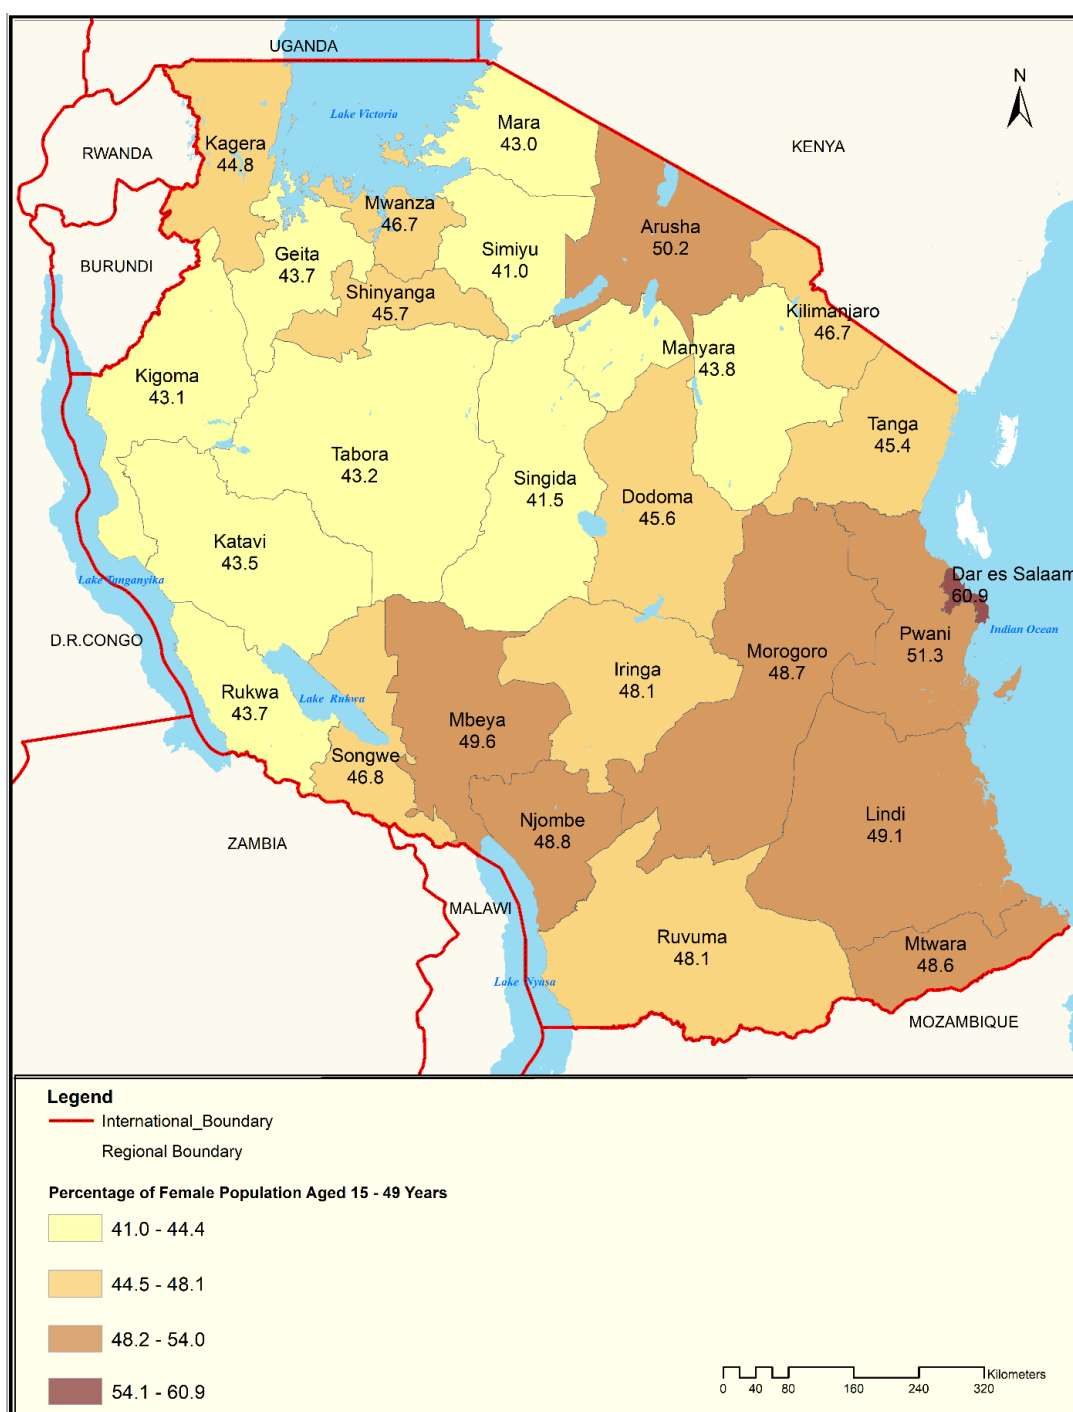 UGANDA
N
Lake Victoria
Mara
43.0
Kagera
44.8
KENYA
RWANDA
Mwanza
46.7
Arusha
50.2
Geita
43.7
Simiyu
41.0
BURUNDI
Shinyanga
45.7
Kilimanjaro
46.7
Manyara
43.8
Kigoma
43.1
Tanga
45.4
Tabora
43.2
Singida
41.5
Dodoma
45.6
Katavi
43.5
Lake Tanganyika
Dar es Salaam
60.9
Indian Ocean
D.R.CONGO
Pwani
51.3
Morogoro
48.7
Iringa
48.1
Rukwa
43.7
Lake Rukwa
Mbeya
49.6
Songwe
46.8
Njombe
48.8
Lindi
49.1
ZAMBIA
MALAWI
Ruvuma
48.1
Mtwara
48.6
Lake Nyasa
MOZAMBIQUE
Legend
International_Boundary
Regional Boundary
Percentage of Female Population Aged 15 - 49 Years
41.0 - 44.4
44.5 - 48.1
48.2 - 54.0
54.1 - 60.9
Kilometers
0 40 80 160 240 320